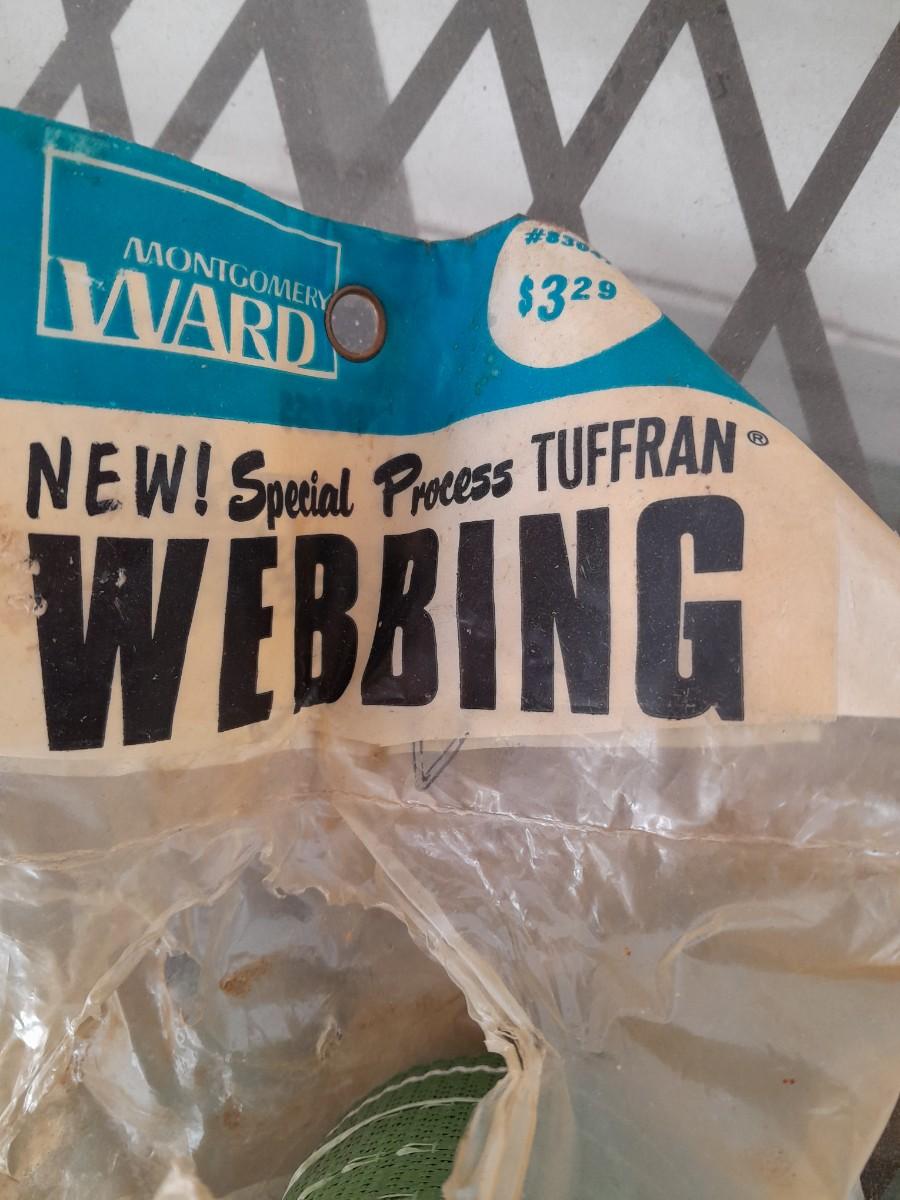 MONTGOMERY
WARD
$3.29
NEW! Special Process TUFFRAN®
WEBBING